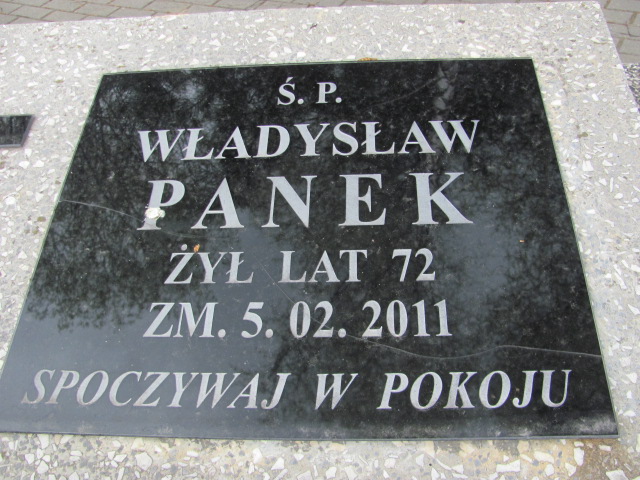 Ś. P.
WŁADYSŁAW
PANEK
ŻYŁ LAT 72
ZM. 5. 02. 2011
SPOCZYWAJ W POKOJU